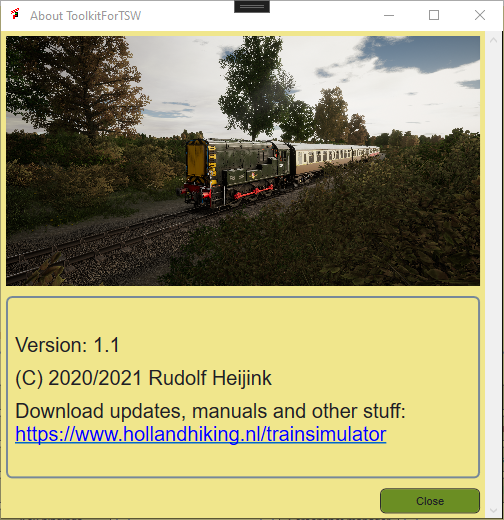 About ToolkitForTSW
Version: 1.1
(C) 2020/2021 Rudolf Heijink
Download updates, manuals and other stuff:
https://www.hollandhiking.nl/trainsimulator
Close